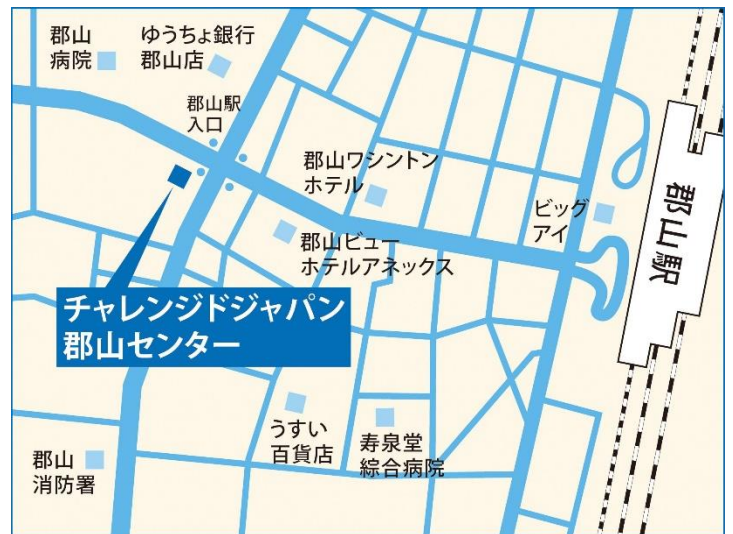 郡山
病院
ゆうちょ銀行
郡山店
郡山駅
入口
郡山ワシントン
ホテル
ビッグ
アイ
郡山駅
郡山ビュー
ホテルアネックス
チャレンジドジャパン
郡山センター
うすい
百貨店
寿泉堂
綜合病院
郡山
消防署